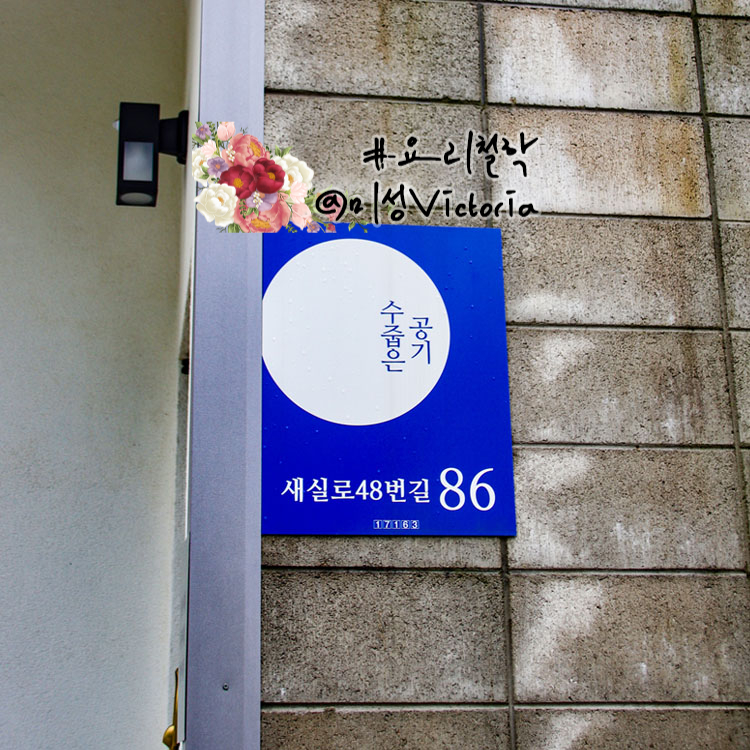 #요리철학
@미성Victoria
수줍은
공기
새실로48번길 86
17163